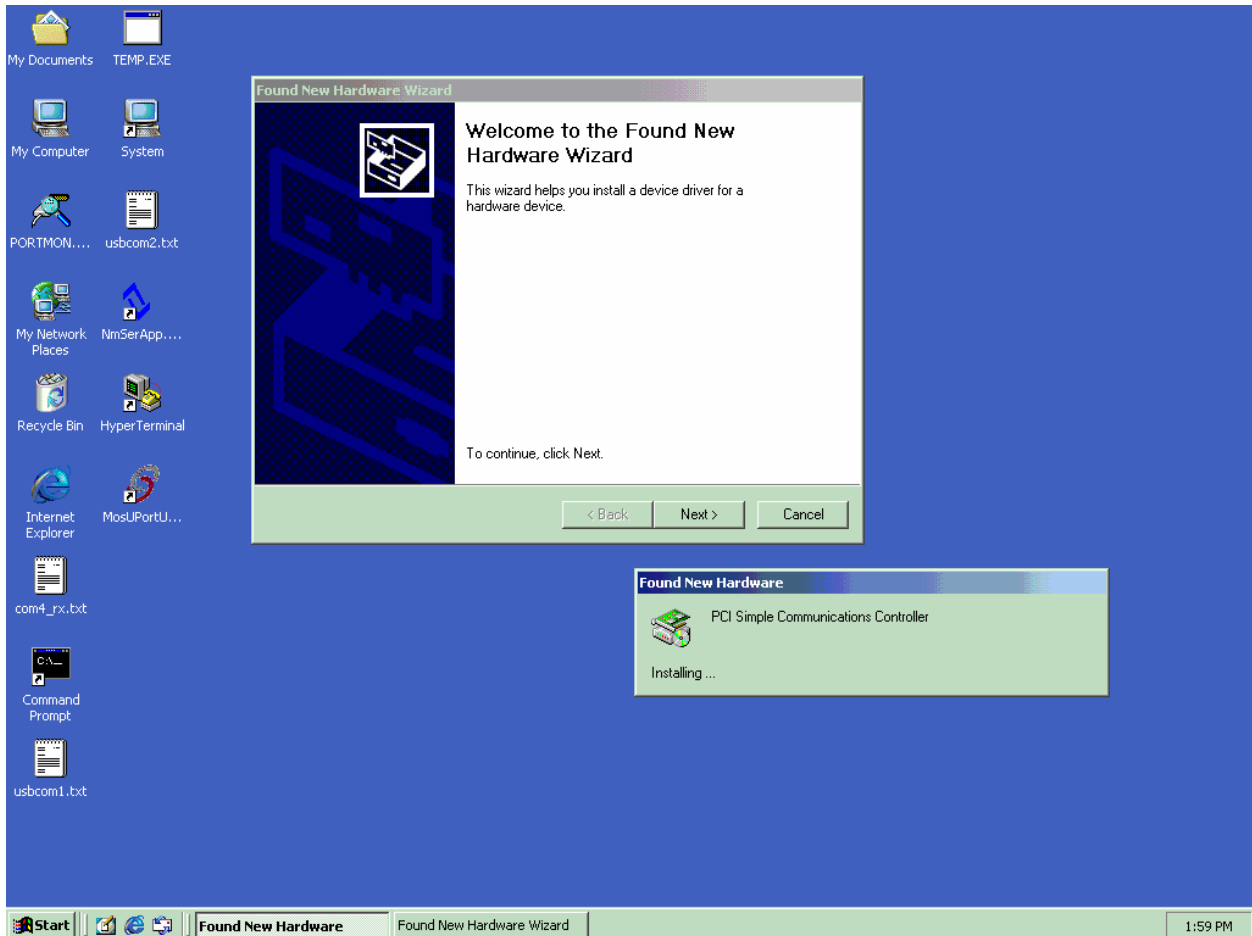 My Documents
TEMP.EXE
My Computer
System
PORTMON....
usbcom2.txt
My Network
Places
NmSerApp....
Recycle Bin
HyperTerminal
Internet
Explorer
MosUPortU...
com4_rx.txt
C:\_
Command
Prompt
usbcom1.txt
Found New Hardware Wizard
Welcome to the Found New
Hardware Wizard
This wizard helps you install a device driver for a
hardware device.
To continue, click Next.
< Back
Next >
Cancel
Found New Hardware
PCI Simple Communications Controller
Installing ...
Start
Found New Hardware
Found New Hardware Wizard
1:59 PM